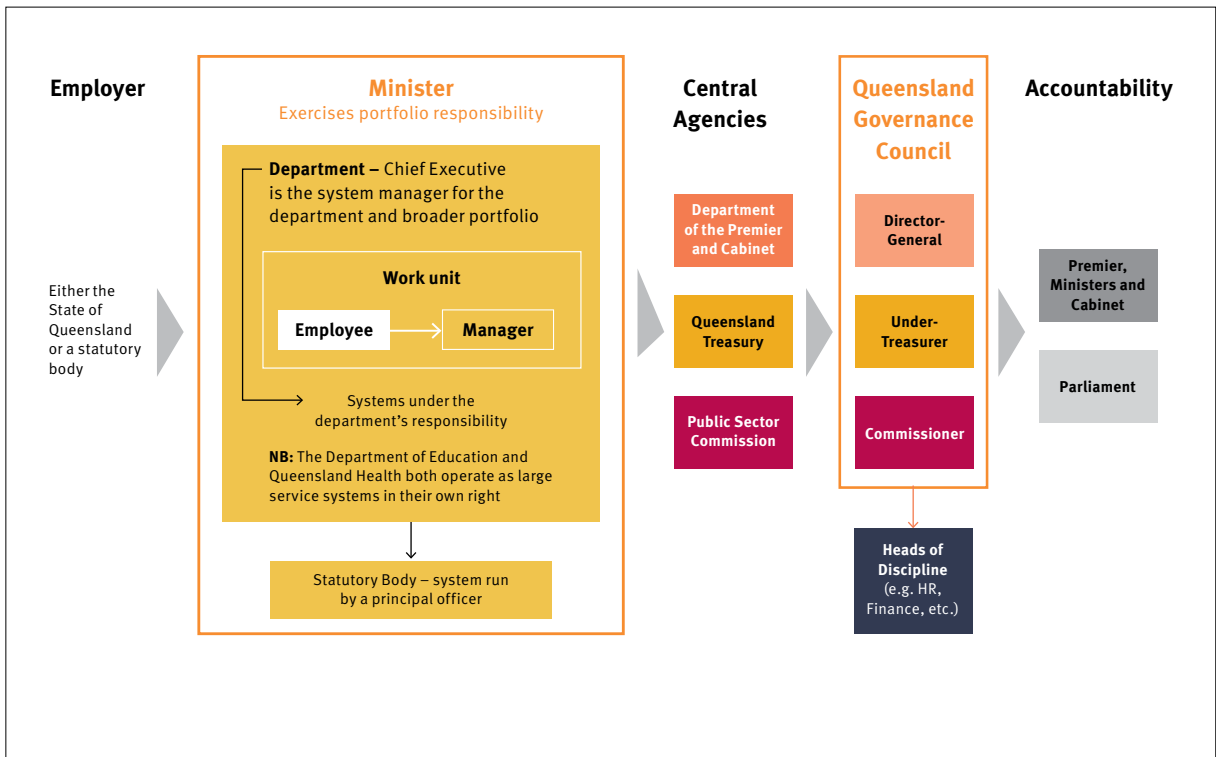 Employer
Either the
State of
Queensland
or a statutory
body
Minister
Exercises portfolio responsibility
Department – Chief Executive
is the system manager for the
department and broader portfolio
Work unit
Employee
Manager
Systems under the
department’s responsibility
NB: The Department of Education and
Queensland Health both operate as large
service systems in their own right
Statutory Body – system run
by a principal officer
Central
Agencies
Department
of the Premier
and Cabinet
Queensland
Treasury
Public Sector
Commission
Queensland
Governance
Council
Director-
General
Under-
Treasurer
Commissioner
Heads of
Discipline
(e.g. HR,
Finance, etc.)
Accountability
Premier,
Ministers and
Cabinet
Parliament